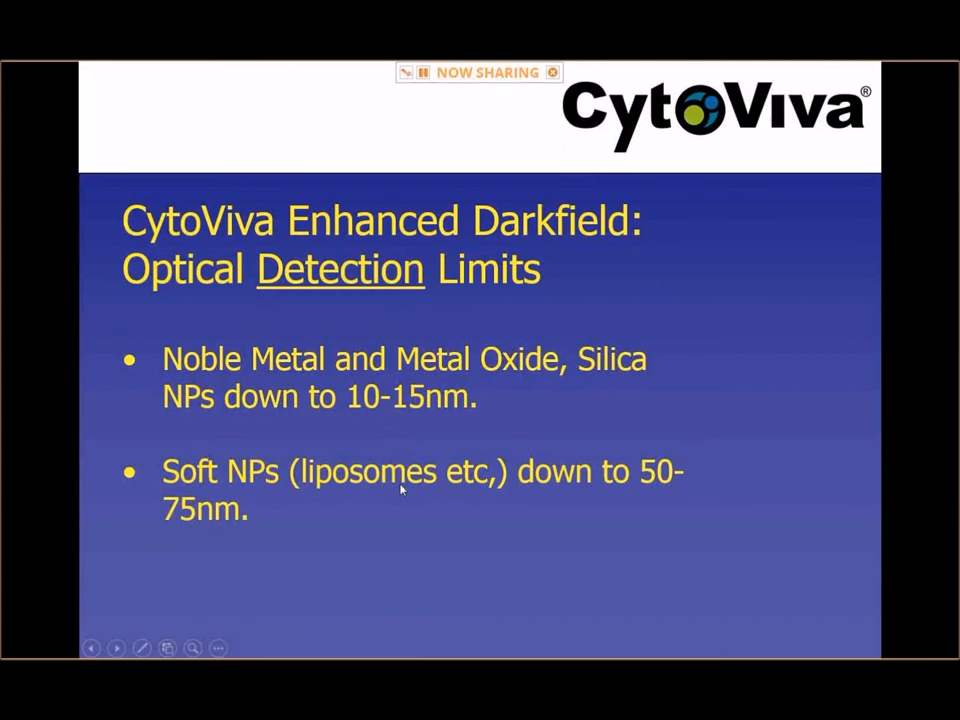 NOW SHARING
CytoViva®
CytoViva Enhanced Darkfield:
Optical Detection Limits
• Noble Metal and Metal Oxide, Silica
NPs down to 10-15nm.
• Soft NPs (liposomes etc,) down to 50-
75nm.